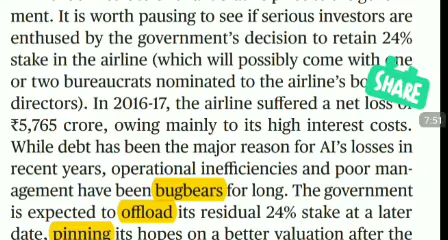 ment. It is worth pausing to see if serious investors are
enthused by the government's decision to retain 24%
stake in the airline (which will possibly come with one
or two bureaucrats nominated to the airline's
directors). In 2016-17, the airline suffered a net loss
₹5,765 crore, owing mainly to its high interest costs.
While debt has been the major reason for AI's losses in
recent years, operational inefficiencies and poor man-
agement have been bugbears for long. The government
is expected to offload its residual 24% stake at a later
date, pinning its hopes on a better valuation after the
SHARE
7:51